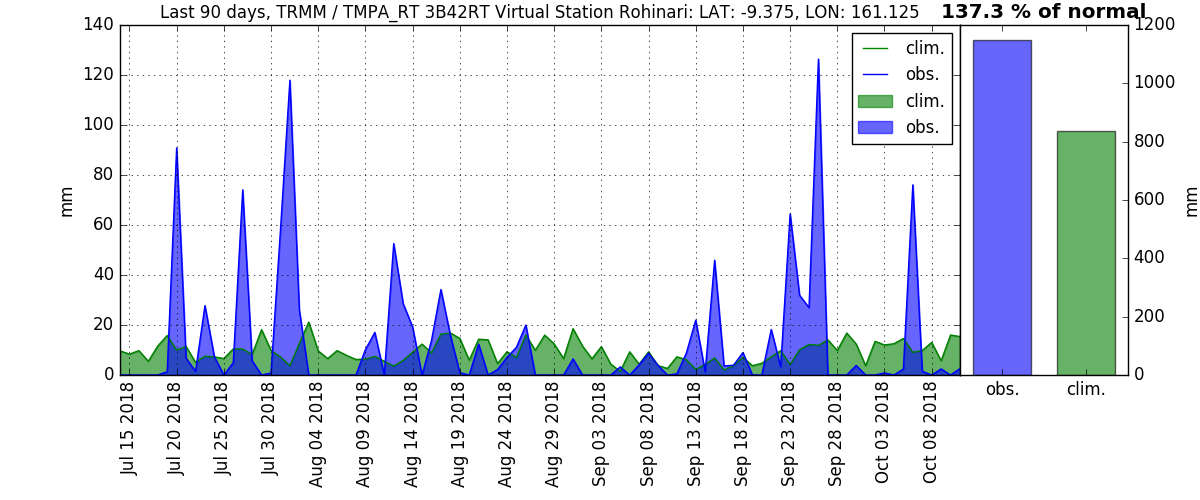 Last 90 days, TRMM / TMPA_RT 3B42RT Virtual Station Rohinari: LAT: -9.375, LON: 161.125
137.3 % of normal
mm
140
120
100
80
60
40
20
0
clim.
obs.
clim.
obs.
Jul 15 2018
Jul 20 2018
Jul 25 2018
Jul 30 2018
Aug 04 2018
Aug 09 2018
Aug 14 2018
Aug 19 2018
Aug 24 2018
Aug 29 2018
Sep 03 2018
Sep 08 2018
Sep 13 2018
Sep 18 2018
Sep 23 2018
Sep 28 2018
Oct 03 2018
Oct 08 2018
1200
1000
800
600
400
200
0
mm
obs.
clim.